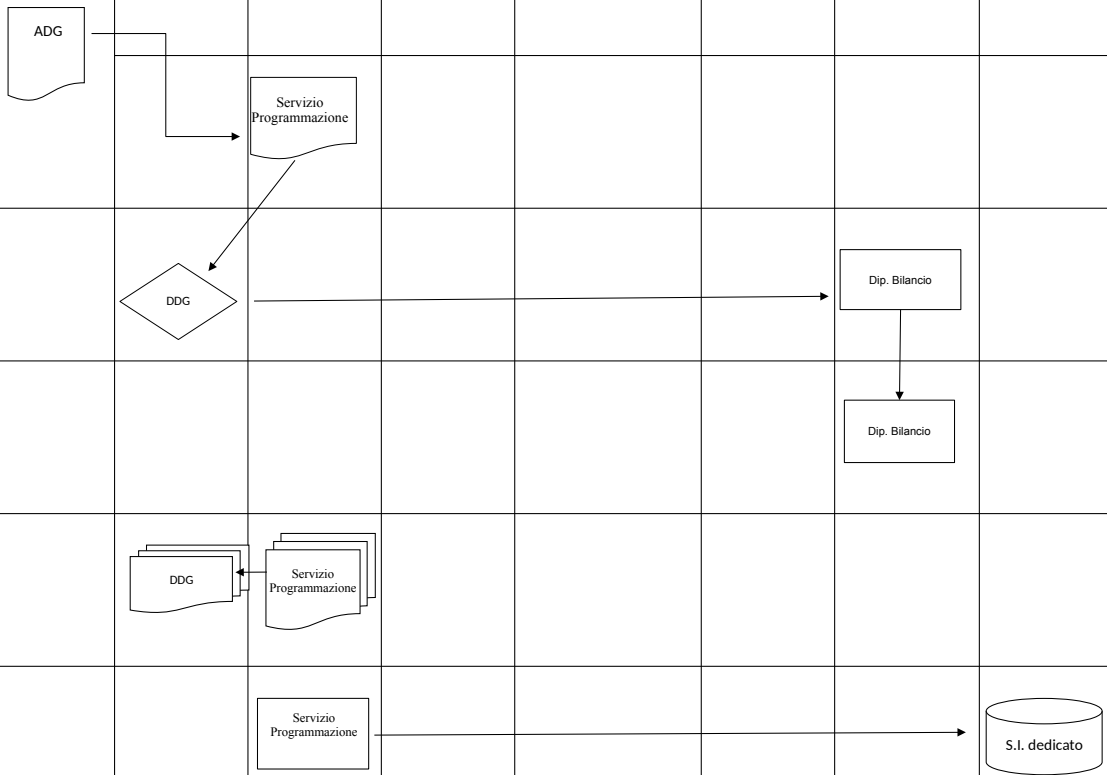 ADG
Servizio
Programmazione
DDG
Dip. Bilancio
Dip. Bilancio
DDG
Servizio
Programmazione
Servizio
Programmazione
S.I. dedicato